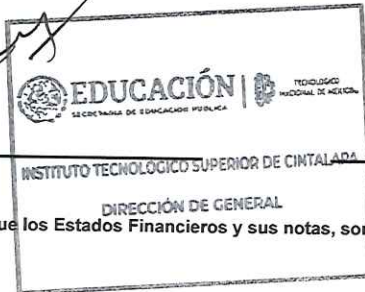 EDUCACIÓN
SECRETARÍA DE EDUCACIÓN PÚBLICA
TECNOLÓGICO
NACIONAL DE MÉXICO
INSTITUTO TECNOLÓGICO SUPERIOR DE CINTALAPA
DIRECCIÓN DE GENERAL
ue los Estados Financieros y sus notas, son